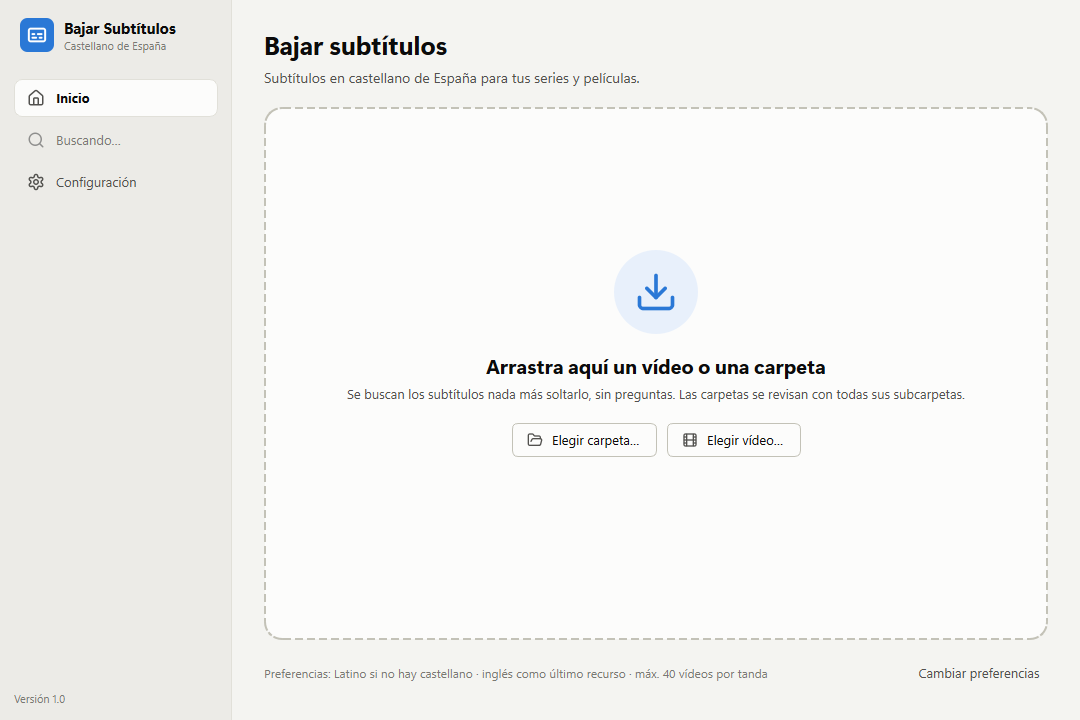 Bajar Subtítulos
Castellano de España
Inicio
Buscando...
Configuración
Versión 1.0
Bajar subtítulos
Subtítulos en castellano de España para tus series y películas.
Arrastra aquí un vídeo o una carpeta
Se buscan los subtítulos nada más soltarlo, sin preguntas. Las carpetas se revisan con todas sus subcarpetas.
Elegir carpeta...
Elegir vídeo...
Preferencias: Latino si no hay castellano · inglés como último recurso · máx. 40 vídeos por tanda
Cambiar preferencias